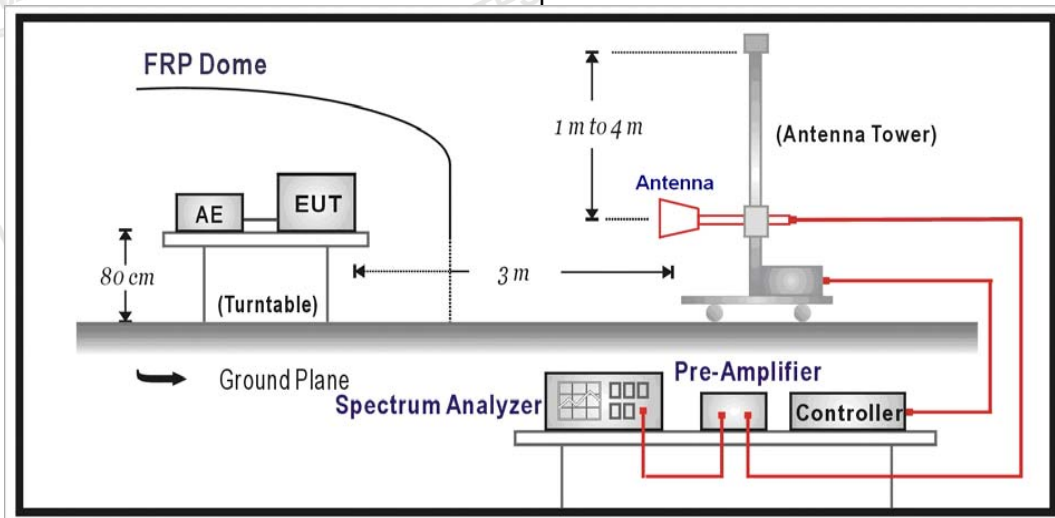 FRP Dome
1 m to 4 m
(Antenna Tower)
Antenna
AE
EUT
80 cm
3 m
(Turntable)
Ground Plane
Pre-Amplifier
Spectrum Analyzer
Controller